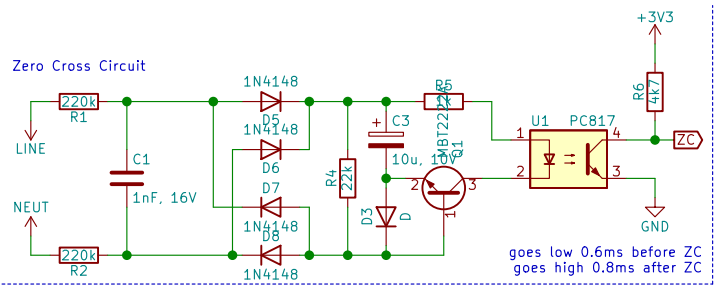 +3V3
Zero Cross Circuit
1N4148
R5
220k
R1
D5
1N4148
C3
MBT2222A
Q1
R6
4k7
U1
PC817
1
4
ZC
LINE
C1
D6
10u, 10V
R4
22k
D7
2
3
2
3
NEUT
1nF, 16V
1N4148
D3
D
1
GND
220k
R2
D8
1N4148
goes low 0.6ms before ZC
goes high 0.8ms after ZC